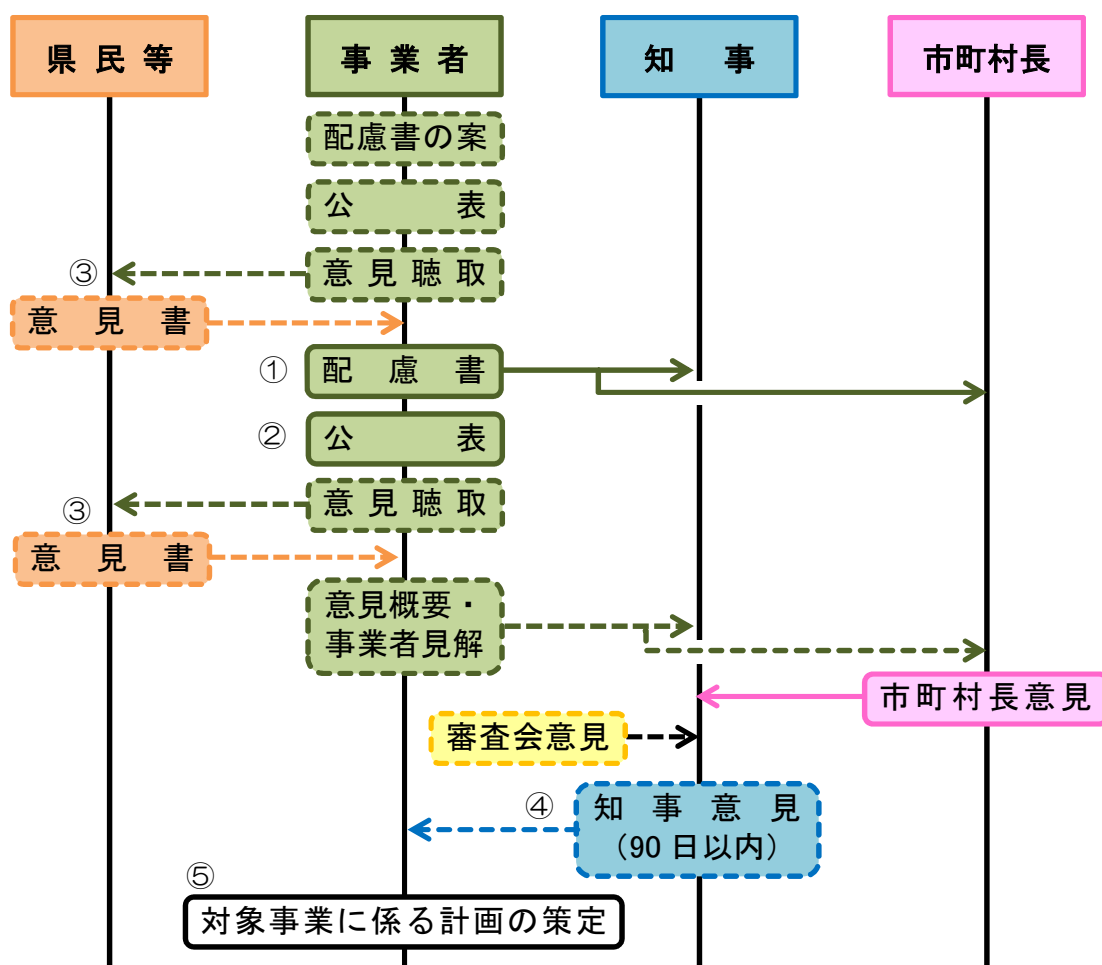 県民等
事業者
知事
市町村長
配慮書の案
公表
意見聴取
③
意見書
① 配慮書
② 公表
意見聴取
③
意見書
意見概要・
事業者見解
市町村長意見
審査会意見
④ 知事意見
（90日以内）
⑤
対象事業に係る計画の策定